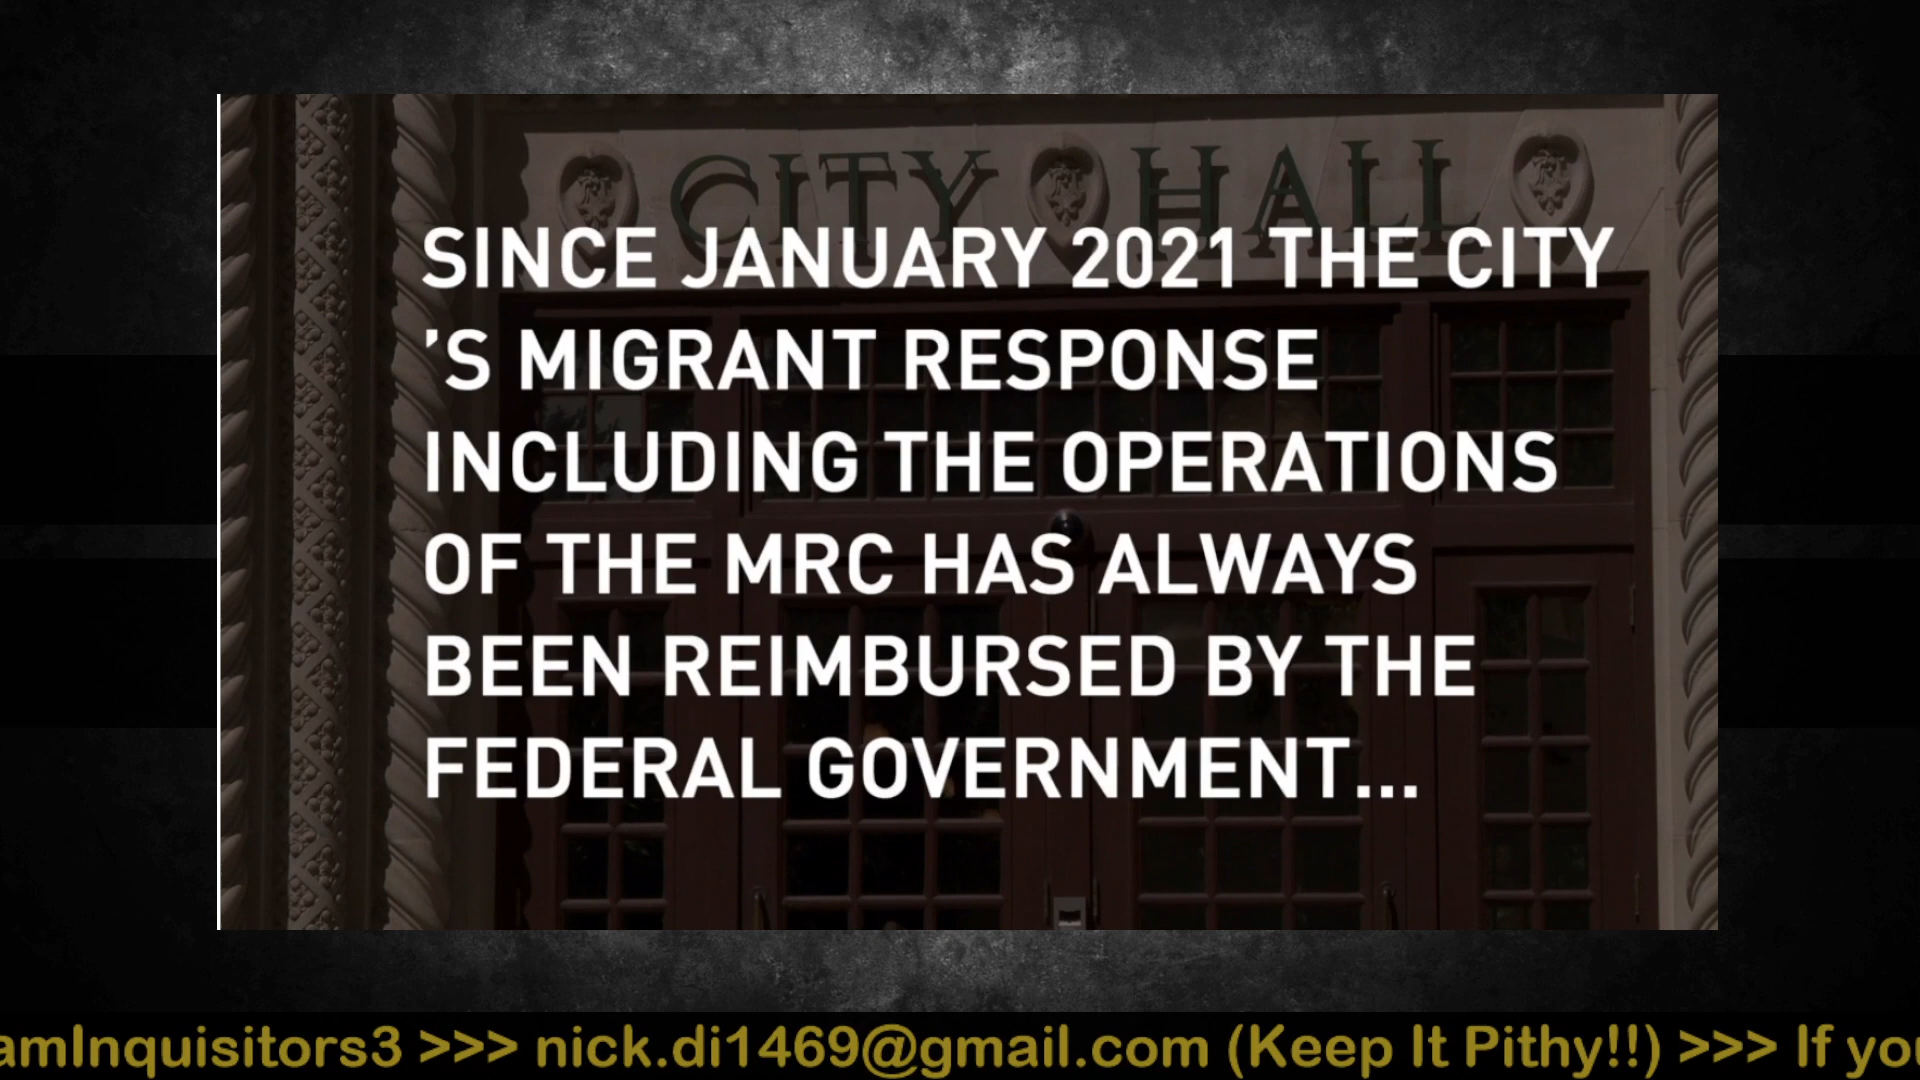 CITY HALL
SINCE JANUARY 2021 THE CITY
'S MIGRANT RESPONSE
INCLUDING THE OPERATIONS
OF THE MRC HAS ALWAYS
BEEN REIMBURSED BY THE
FEDERAL GOVERNMENT...
amInquisitors3 >>> nick.di1469@gmail.com (Keep It Pithy!!) >>> If you